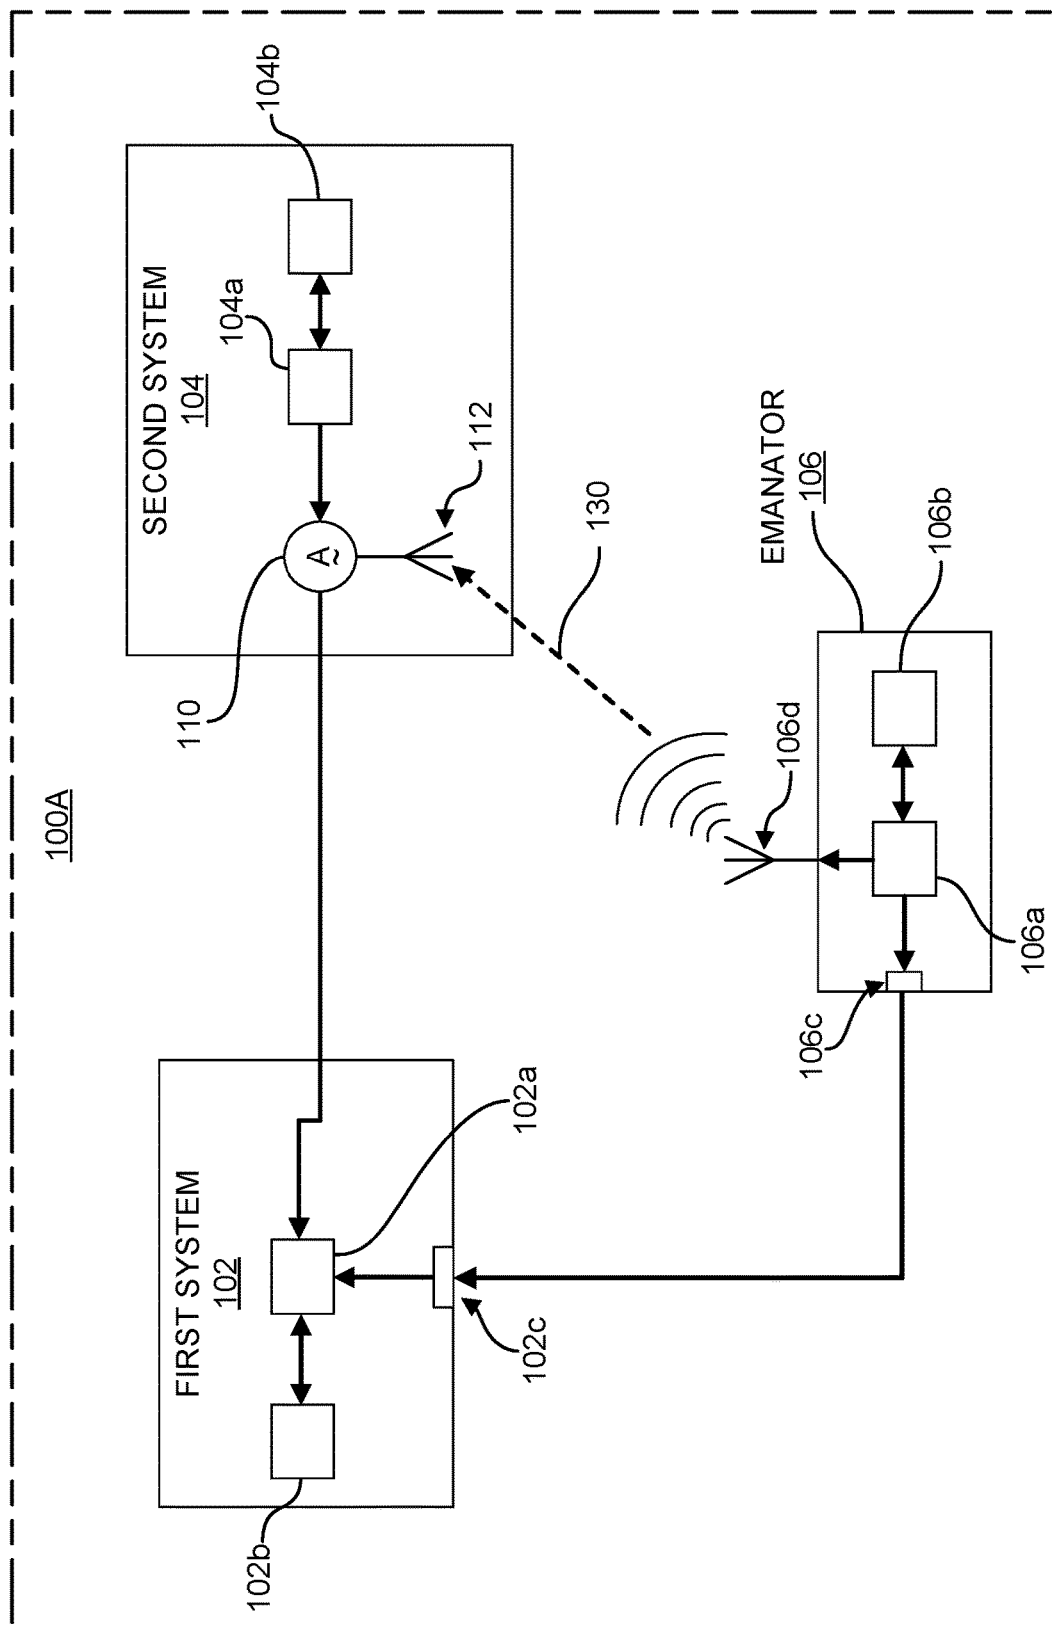 100A
FIRST SYSTEM
102
102a
102b
102c
SECOND SYSTEM
104
104a
104b
110
A
~
112
130
EMANATOR
106
106a
106b
106c
106d